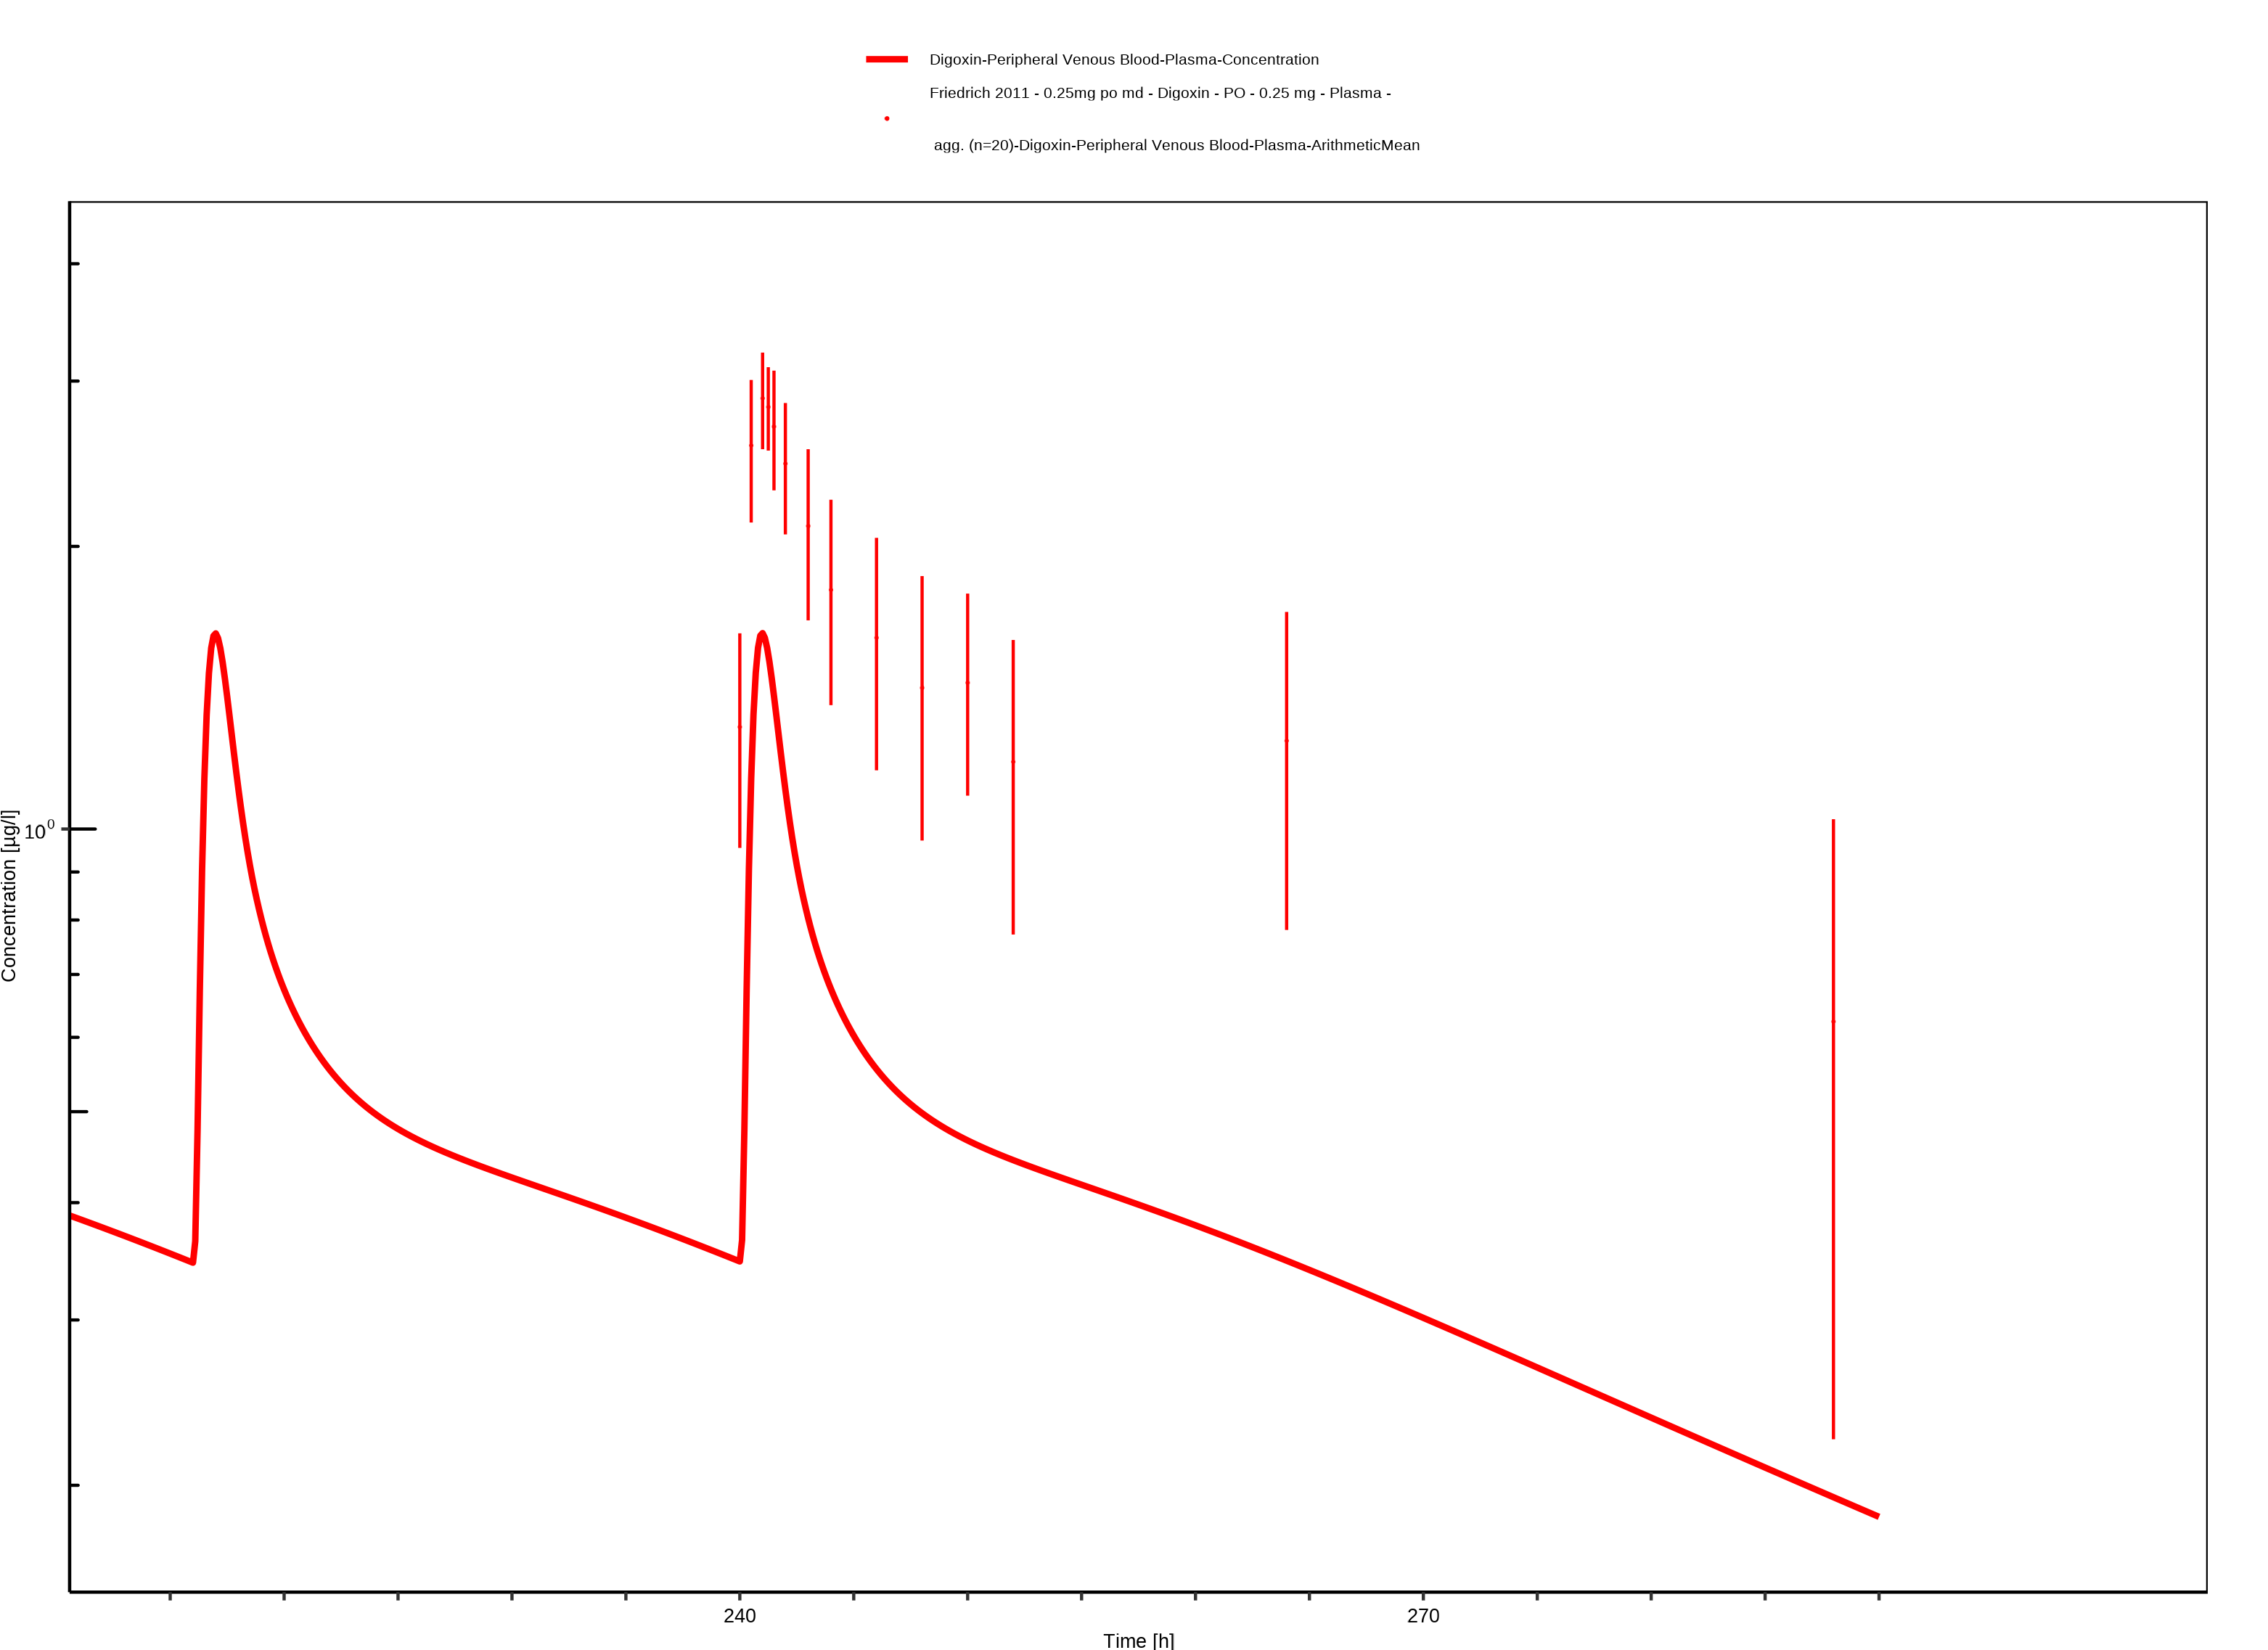 Digoxin-Peripheral Venous Blood-Plasma-Concentration
Friedrich 2011 - 0.25mg po md - Digoxin - PO - 0.25 mg - Plasma -
agg. (n=20)-Digoxin-Peripheral Venous Blood-Plasma-ArithmeticMean
Concentration [µg/l]
10⁰
240
270
Time [h]